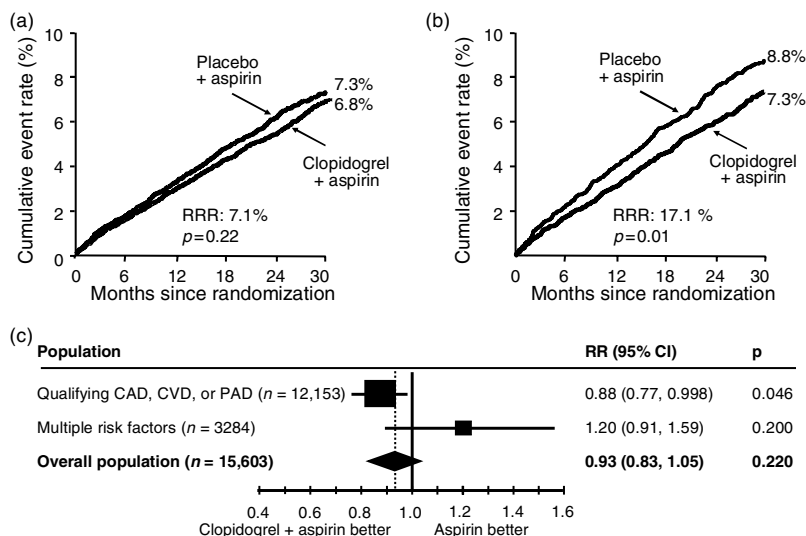 (a)
Cumulative event rate (%)
10
8
6
4
2
0
Placebo
+ aspirin
7.3%
6.8%
Clopidogrel
+ aspirin
RRR: 7.1%
p=0.22
0 6 12 18 24 30
Months since randomization
(b)
Cumulative event rate (%)
10
8
6
4
2
0
Placebo
+ aspirin
8.8%
7.3%
Clopidogrel
+ aspirin
RRR: 17.1 %
p=0.01
0 6 12 18 24 30
Months since randomization
(c)
Population RR (95% CI) p
Qualifying CAD, CVD, or PAD (n = 12,153) 0.88 (0.77, 0.998) 0.046
Multiple risk factors (n = 3284) 1.20 (0.91, 1.59) 0.200
Overall population (n = 15,603) 0.93 (0.83, 1.05) 0.220
0.4 0.6 0.8 1.0 1.2 1.4 1.6
Clopidogrel + aspirin better Aspirin better